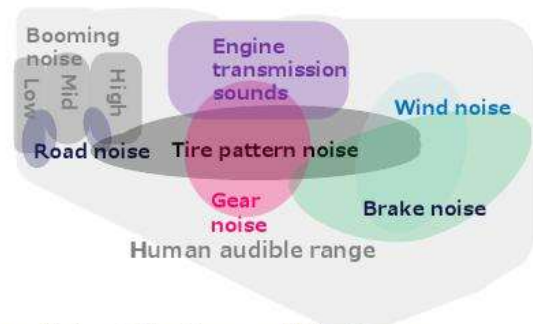 Booming
noise
Low
Mid
High
Engine
transmission
sounds
Wind noise
Road noise
Tire pattern noise
Gear
noise
Brake noise
Human audible range